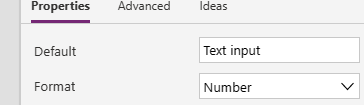 Properties Advanced Ideas
Default Text input
Format Number